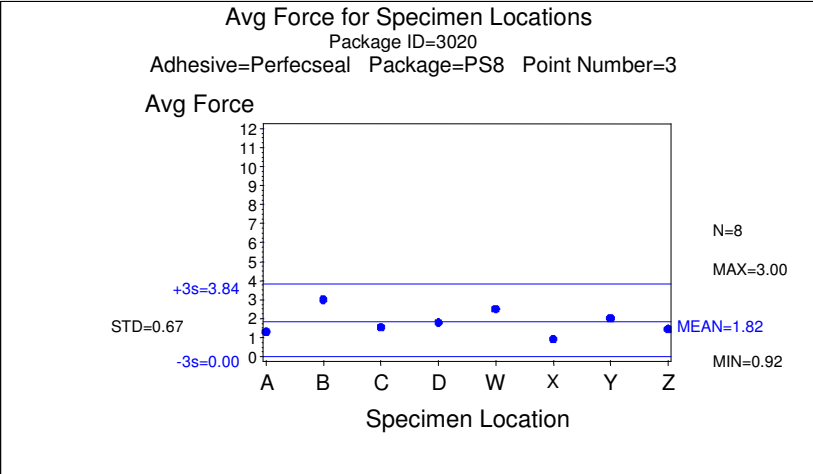 Avg Force for Specimen Locations
Package ID=3020
Adhesive=Perfecseal Package=PS8 Point Number=3
Avg Force
12
11
10
9
8
7
6
5
4
3
2
1
0
+3s=3.84
STD=0.67
-3s=0.00
N=8
MAX=3.00
MEAN=1.82
MIN=0.92
A B C D W X Y Z
Specimen Location